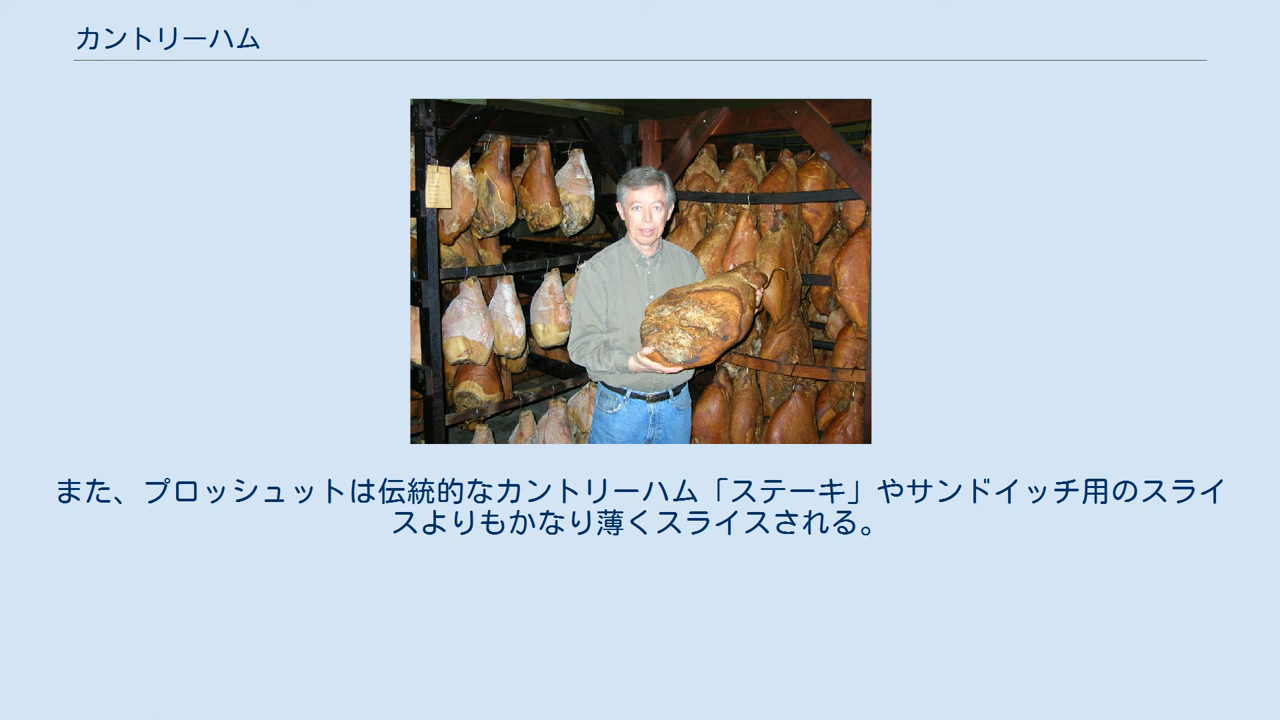 カントリーハム
また、プロッシュットは伝統的なカントリーハム「ステーキ」やサンドイッチ用のスライ
スよりもかなり薄くスライスされる。